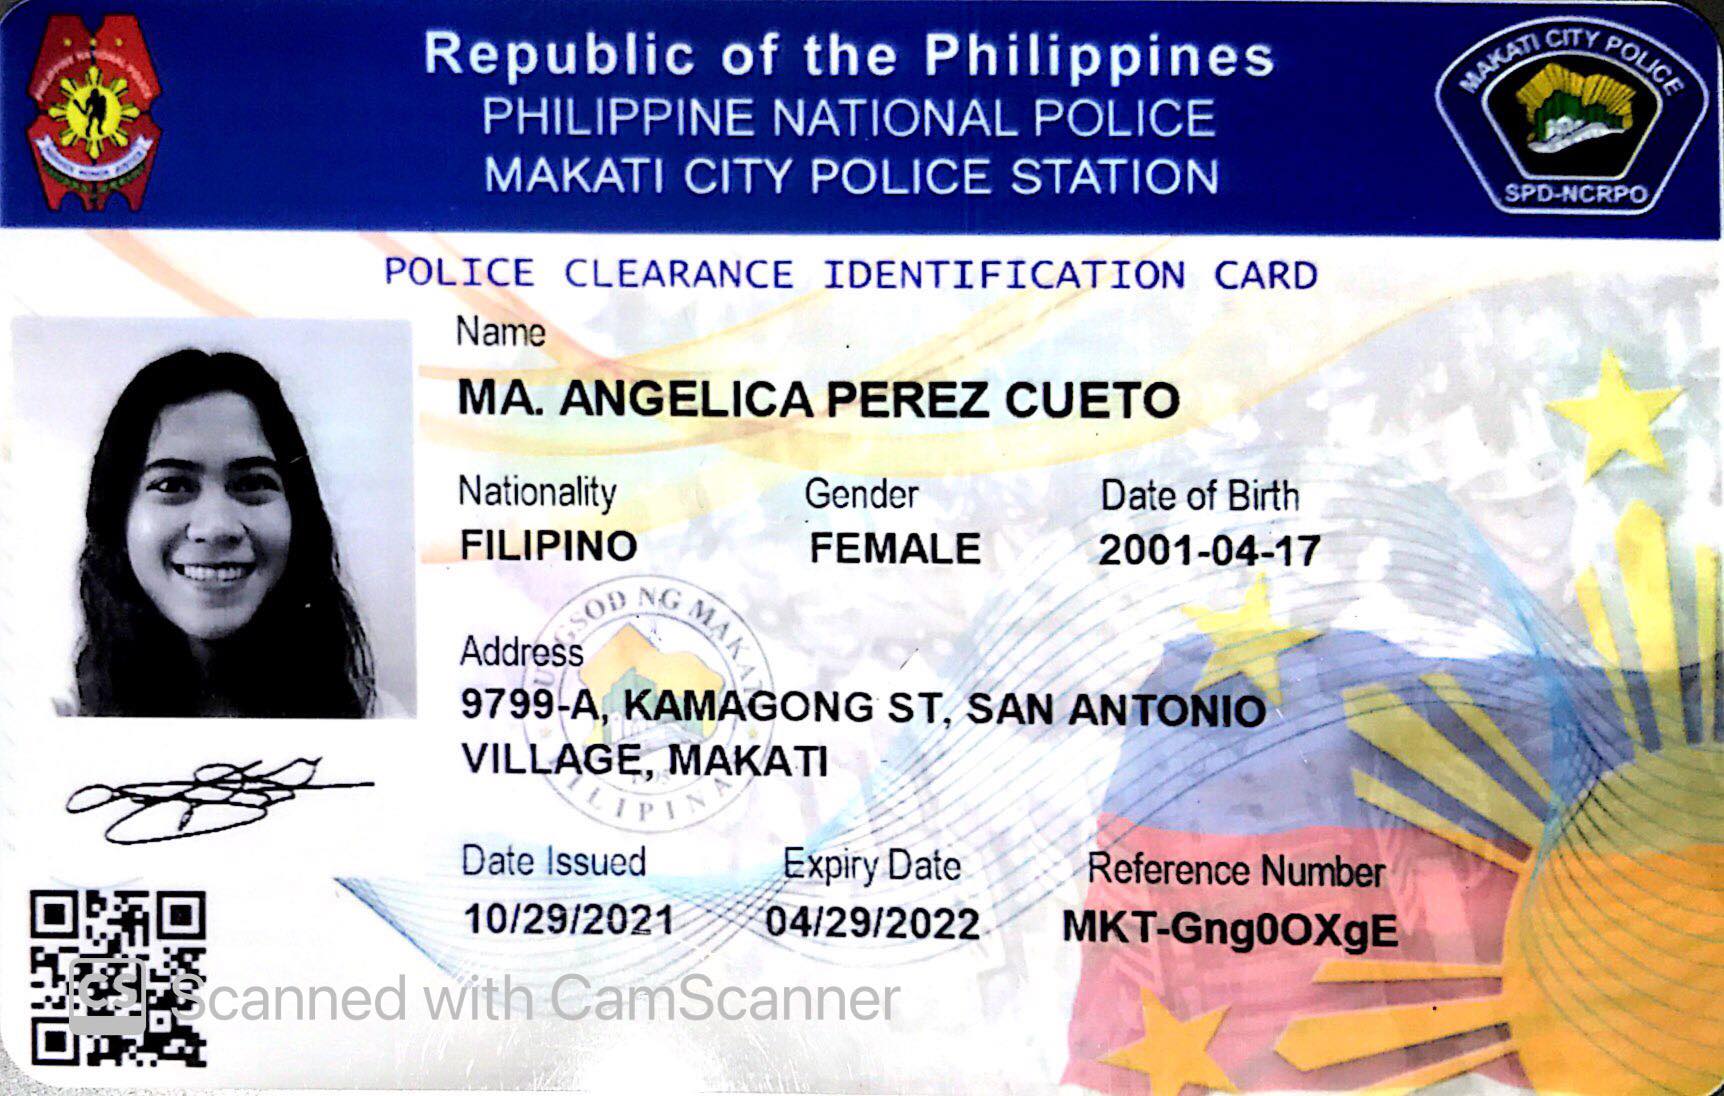 Republic of the Philippines
PHILIPPINE NATIONAL POLICE
MAKATI CITY POLICE STATION
MAKATI CITY POLICE
SPD-NCRPO
POLICE CLEARANCE IDENTIFICATION CARD
Name
MA. ANGELICA PEREZ CUETO
Nationality Gender Date of Birth
FILIPINO FEMALE 2001-04-17
NG MAKATI
Address
9799-A, KAMAGONG ST, SAN ANTONIO
VILLAGE, MAKATI
PILIPINAS
Date Issued Expiry Date Reference Number
10/29/2021 04/29/2022 MKT-Gng0OXgE
CS Scanned with CamScanner